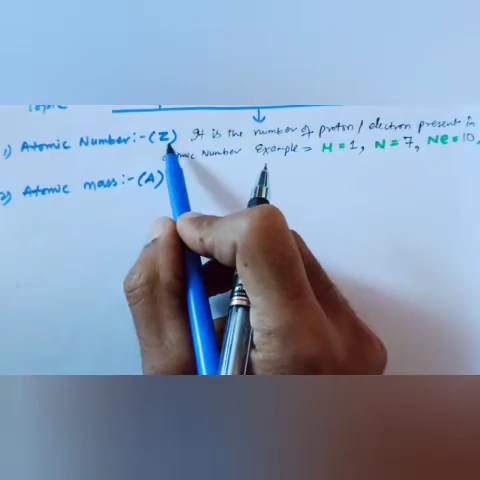 Topic
1) Atomic Number:-(Z) It is the number of proton/electron present in
atomic Number Example = H = 1, N = 7, Ne = 10,
2) Atomic mass:-(A)